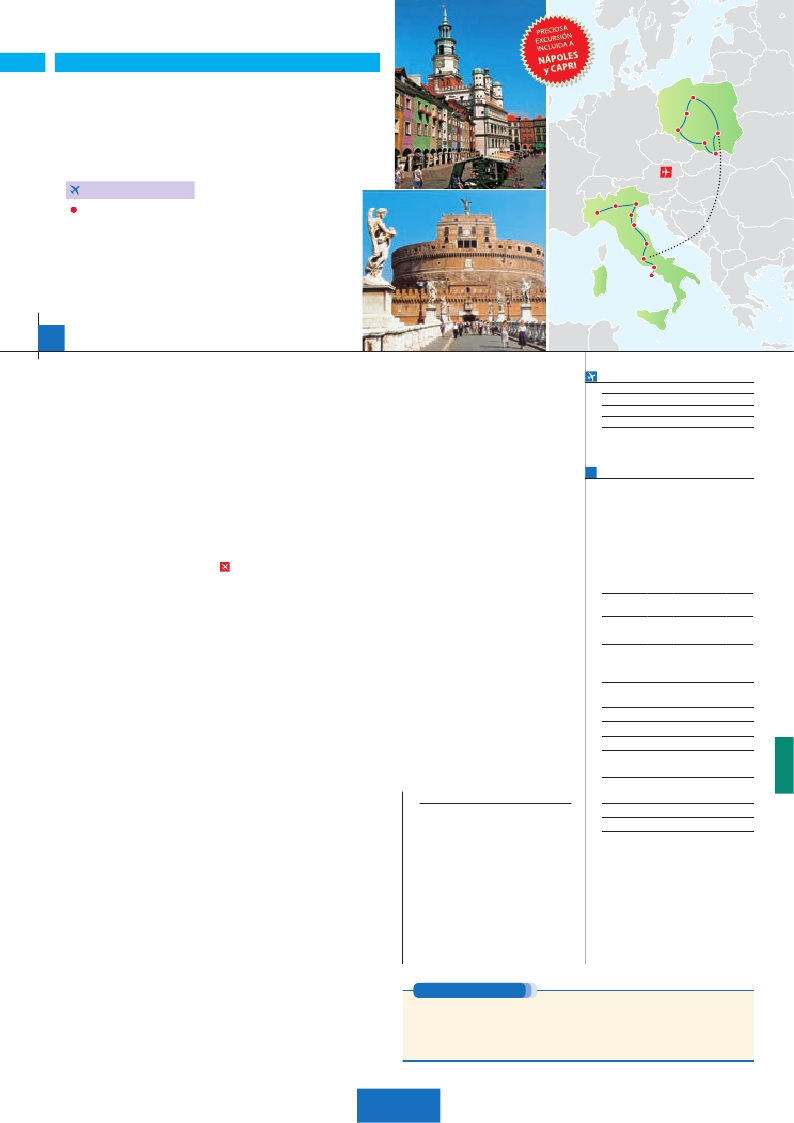 PRECIOSA
EXCURSIÓN
INCLUIDA A
NÁPOLES
y CAPRI